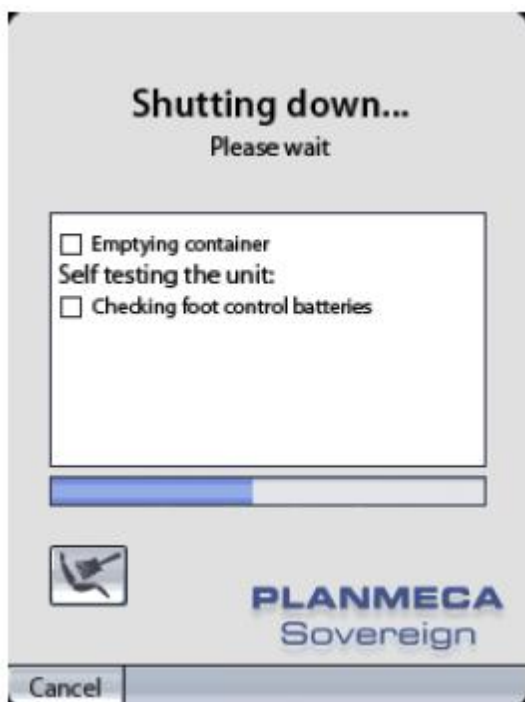 Shutting down...
Please wait
Emptying container
Self testing the unit:
Checking foot control batteries
PLANMECA
Sovereign
Cancel